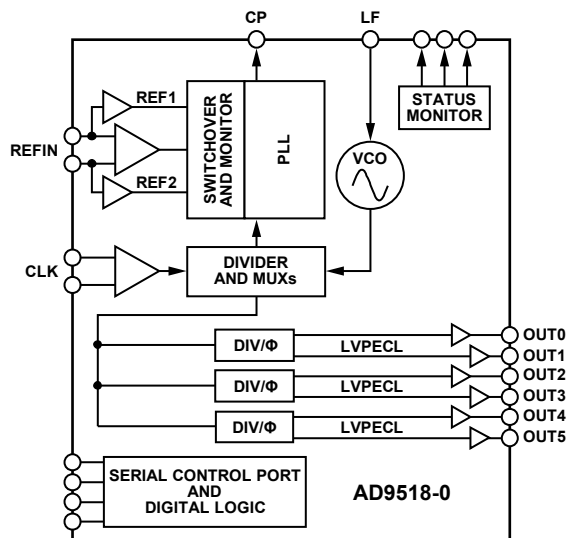 CP
LF
REF1
REFIN
REF2
SWITCHOVER
AND MONITOR
PLL
STATUS
MONITOR
VCO
CLK
DIVIDER
AND MUXs
DIV/Φ
LVPECL
OUT0
OUT1
DIV/Φ
LVPECL
OUT2
OUT3
DIV/Φ
LVPECL
OUT4
OUT5
SERIAL CONTROL PORT
AND
DIGITAL LOGIC
AD9518-0